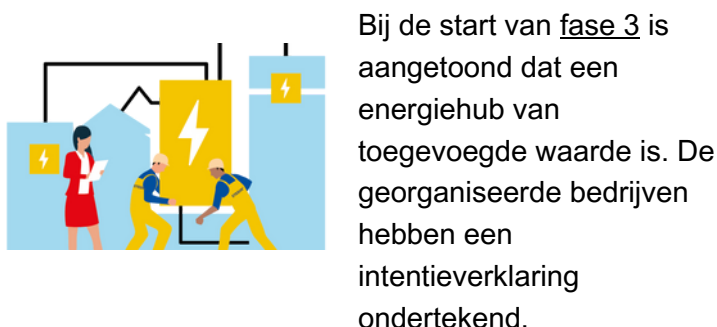 Bij de start van fase 3 is
aangetoond dat een
energiehub van
toegevoegde waarde is. De
georganiseerde bedrijven
hebben een
intentieverklaring
ondertekend.